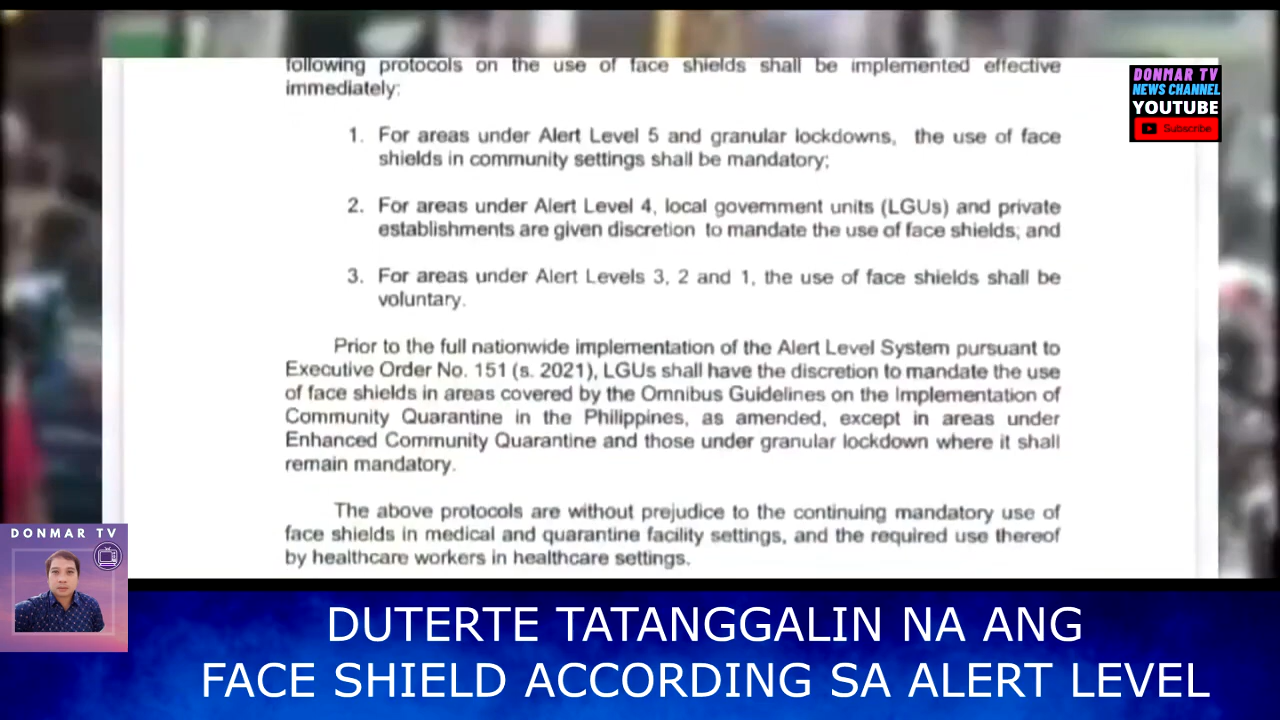 following protocols on the use of face shields shall be implemented effective
immediately:
DONMAR TV
NEWS CHANNEL
YOUTUBE
Subscribe
1. For areas under Alert Level 5 and granular lockdowns, the use of face
shields in community settings shall be mandatory;
2. For areas under Alert Level 4, local government units (LGUs) and private
establishments are given discretion to mandate the use of face shields; and
3. For areas under Alert Levels 3, 2 and 1, the use of face shields shall be
voluntary.
Prior to the full nationwide implementation of the Alert Level System pursuant to
Executive Order No. 151 (s. 2021), LGUs shall have the discretion to mandate the use
of face shields in areas covered by the Omnibus Guidelines on the Implementation of
Community Quarantine in the Philippines, as amended, except in areas under
Enhanced Community Quarantine and those under granular lockdown where it shall
remain mandatory.
The above protocols are without prejudice to the continuing mandatory use of
face shields in medical and quarantine facility settings, and the required use thereof
by healthcare workers in healthcare settings.
DONMAR TV
DUTERTE TATANGGALIN NA ANG
FACE SHIELD ACCORDING SA ALERT LEVEL